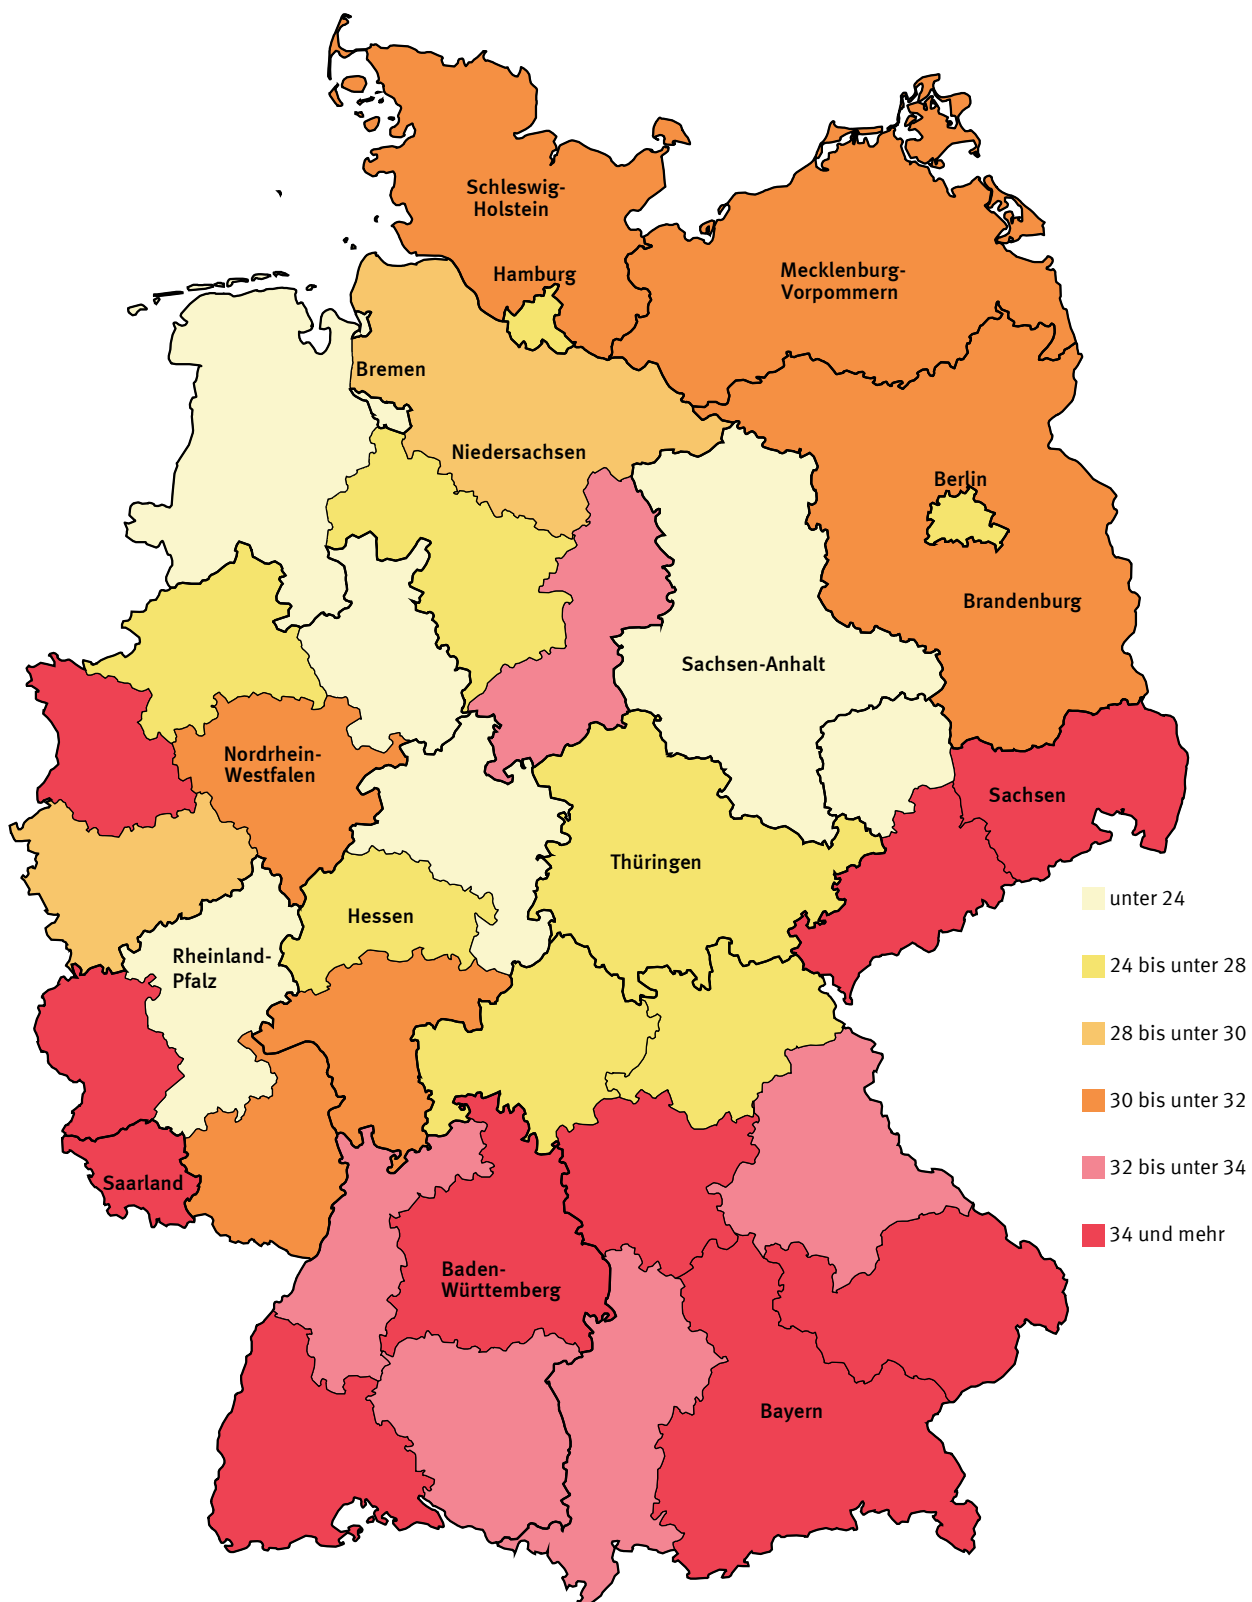 Schleswig-
Holstein
Hamburg
Mecklenburg-
Vorpommern
Bremen
Niedersachsen
Berlin
Brandenburg
Sachsen-Anhalt
Nordrhein-
Westfalen
Sachsen
Thüringen
Hessen
Rheinland-
Pfalz
Saarland
Baden-
Württemberg
Bayern
unter 24
24 bis unter 28
28 bis unter 30
30 bis unter 32
32 bis unter 34
34 und mehr